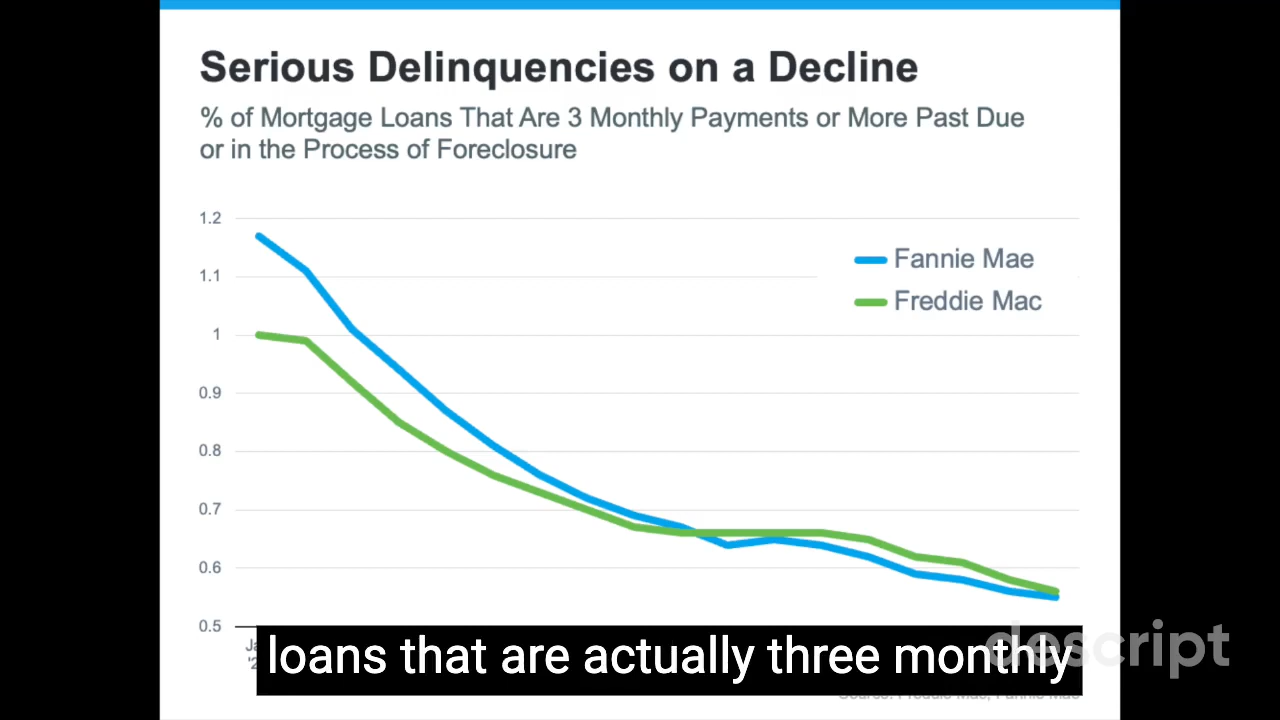 Serious Delinquencies on a Decline
% of Mortgage Loans That Are 3 Monthly Payments or More Past Due
or in the Process of Foreclosure
1.2
Fannie Mae
1.1
Freddie Mac
1
0.9
0.8
0.7
0.6
0.5
loans that are actually three monthly
descript